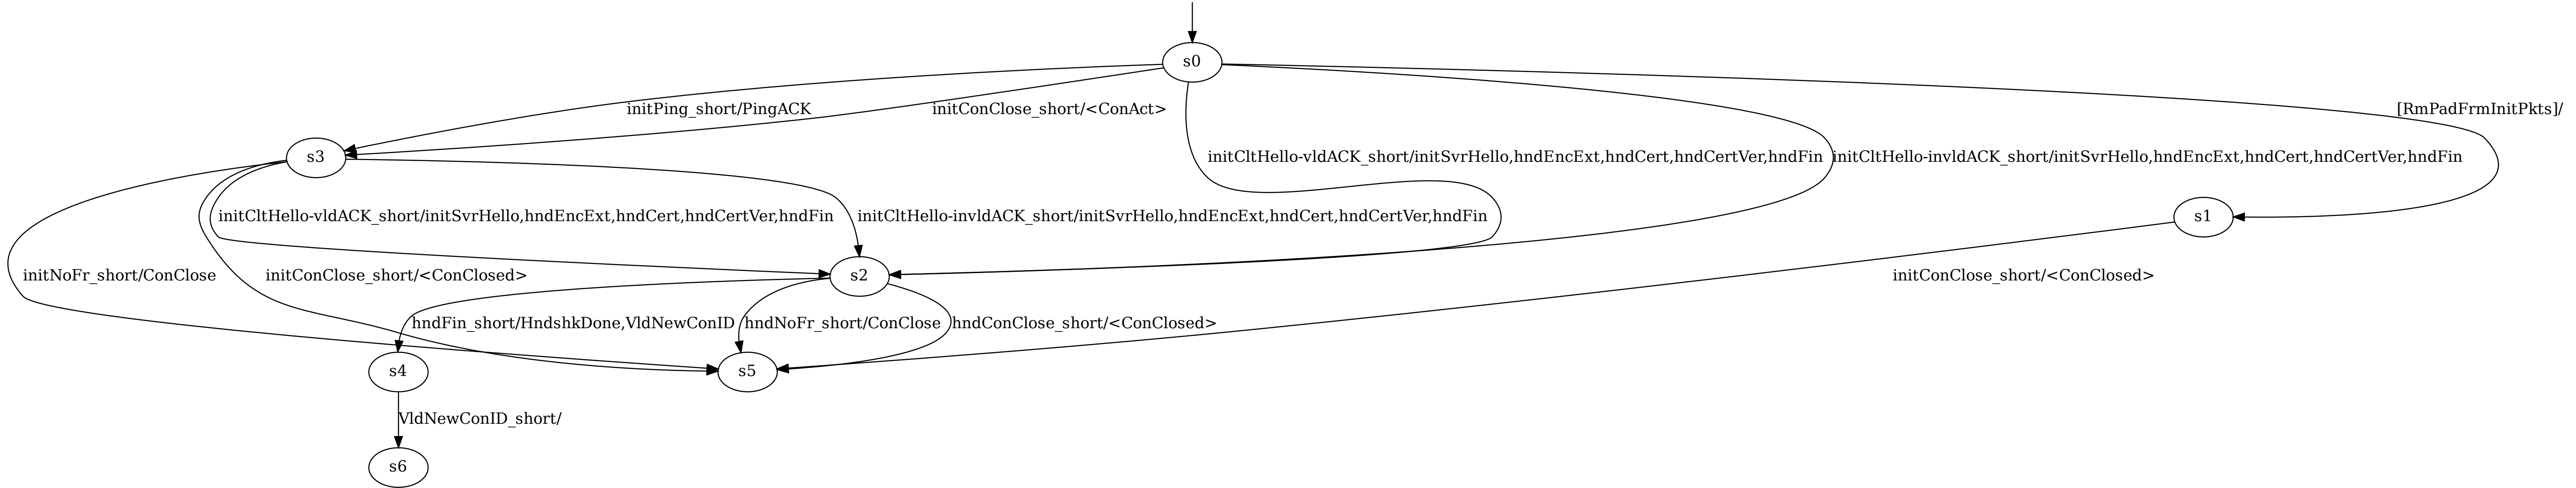 s0
initPing_short/PingACK
initConClose_short/<ConAct>
[RmPadFrmInitPkts]/
s3
initCltHello-vldACK_short/initSvrHello,hndEncExt,hndCert,hndCertVer,hndFin
initCltHello-invldACK_short/initSvrHello,hndEncExt,hndCert,hndCertVer,hndFin
initCltHello-vldACK_short/initSvrHello,hndEncExt,hndCert,hndCertVer,hndFin
initCltHello-invldACK_short/initSvrHello,hndEncExt,hndCert,hndCertVer,hndFin
s1
initNoFr_short/ConClose
initConClose_short/<ConClosed>
s2
initConClose_short/<ConClosed>
hndFin_short/HndshkDone,VldNewConID
hndNoFr_short/ConClose
hndConClose_short/<ConClosed>
s4
s5
VldNewConID_short/
s6